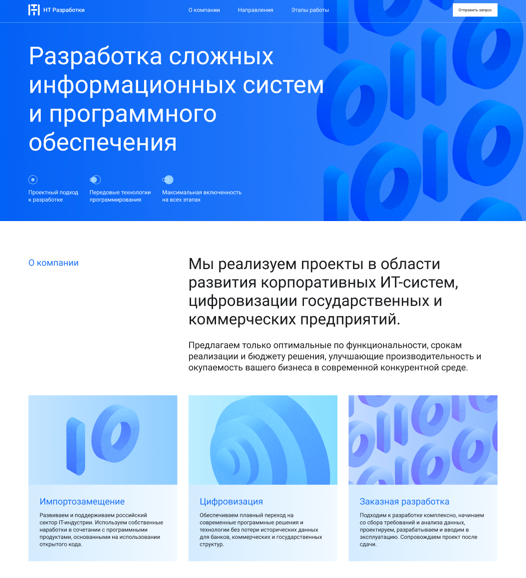 НТ Разработки
О компании
Направления
Этапы работы
Отправить запрос
Разработка сложных
информационных систем
и программного
обеспечения
Проектный подход
к разработке
Передовые технологии
программирования
Максимальная включенность
на всех этапах
О компании
Мы реализуем проекты в области
развития корпоративных ИТ-систем,
цифровизации государственных и
коммерческих предприятий.
Предлагаем только оптимальные по функциональности, срокам
реализации и бюджету решения, улучшающие производительность и
окупаемость вашего бизнеса в современной конкурентной среде.
Импортозамещение
Развиваем и поддерживаем российский
сектор IT-индустрии. Используем собственные
наработки в сочетании с программными
продуктами, основанными на использовании
открытого кода.
Цифровизация
Обеспечиваем плавный переход на
современные программные решения и
технологии без потери исторических данных
для банков, коммерческих и государственных
структур.
Заказная разработка
Подходим к разработке комплексно, начинаем
со сбора требований и анализа данных,
проектируем, разрабатываем и вводим в
эксплуатацию. Сопровождаем проект после
сдачи.